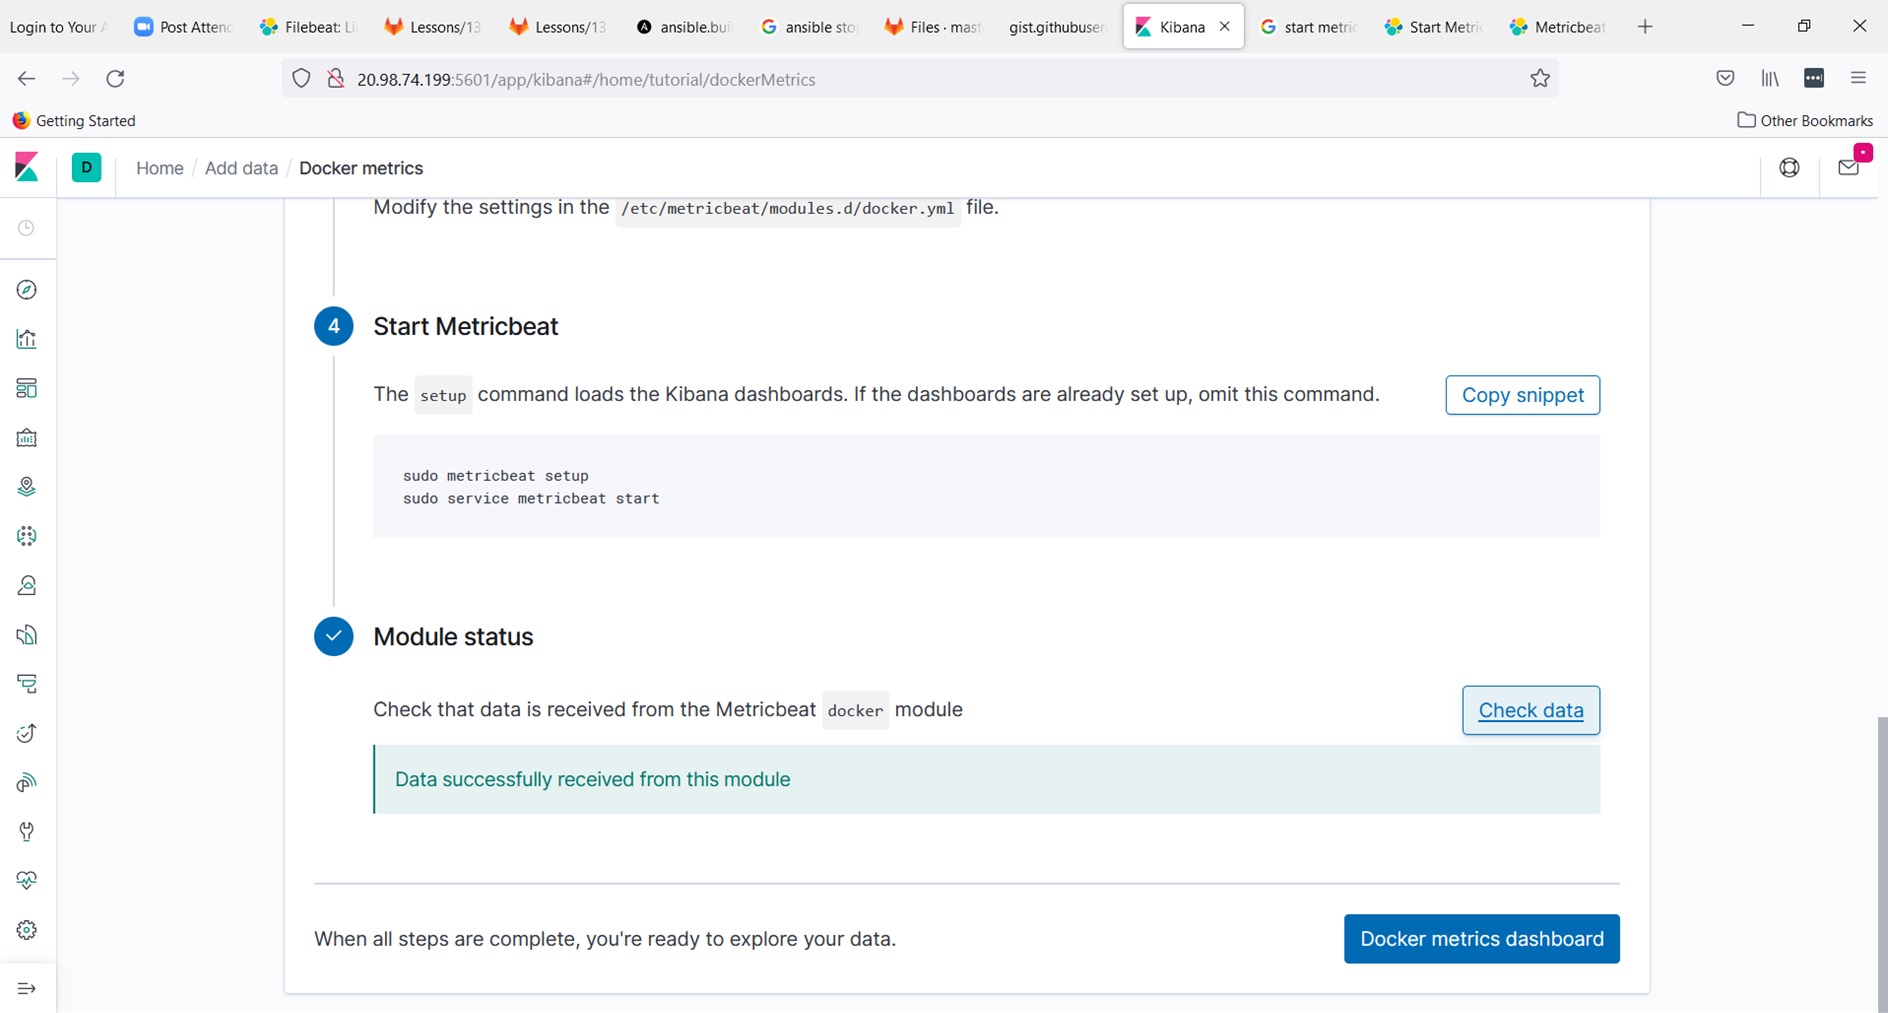 Login to Your A
Post Attend
Filebeat: Li
Lessons/13
Lessons/13
ansible.bui
ansible sto
Files · mast
gist.githubuser
Kibana
start metric
Start Metri
Metricbeat
20.98.74.199:5601/app/kibana#/home/tutorial/dockerMetrics
Getting Started
Other Bookmarks
D
Home / Add data / Docker metrics
Modify the settings in the /etc/metricbeat/modules.d/docker.yml file.
4 Start Metricbeat
The setup command loads the Kibana dashboards. If the dashboards are already set up, omit this command.
Copy snippet
sudo metricbeat setup
sudo service metricbeat start
Module status
Check that data is received from the Metricbeat docker module
Check data
Data successfully received from this module
When all steps are complete, you're ready to explore your data.
Docker metrics dashboard